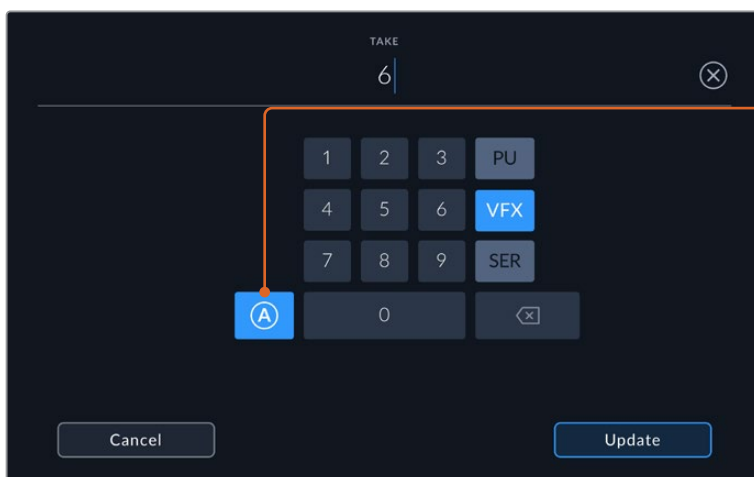 TAKE
6
1 2 3 PU
4 5 6 VFX
7 8 9 SER
A 0
Cancel Update